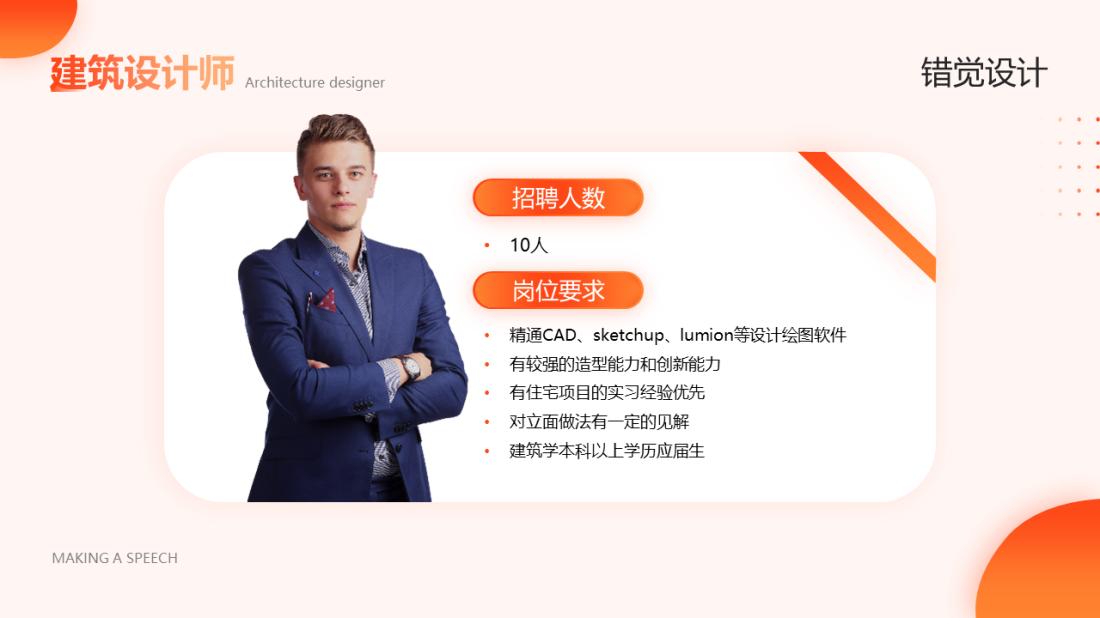 建筑设计师 Architecture designer
错觉设计
招聘人数
• 10人
岗位要求
• 精通CAD、sketchup、lumion等设计绘图软件
• 有较强的造型能力和创新能力
• 有住宅项目的实习经验优先
• 对立面做法有一定的见解
• 建筑学本科以上学历应届生
MAKING A SPEECH